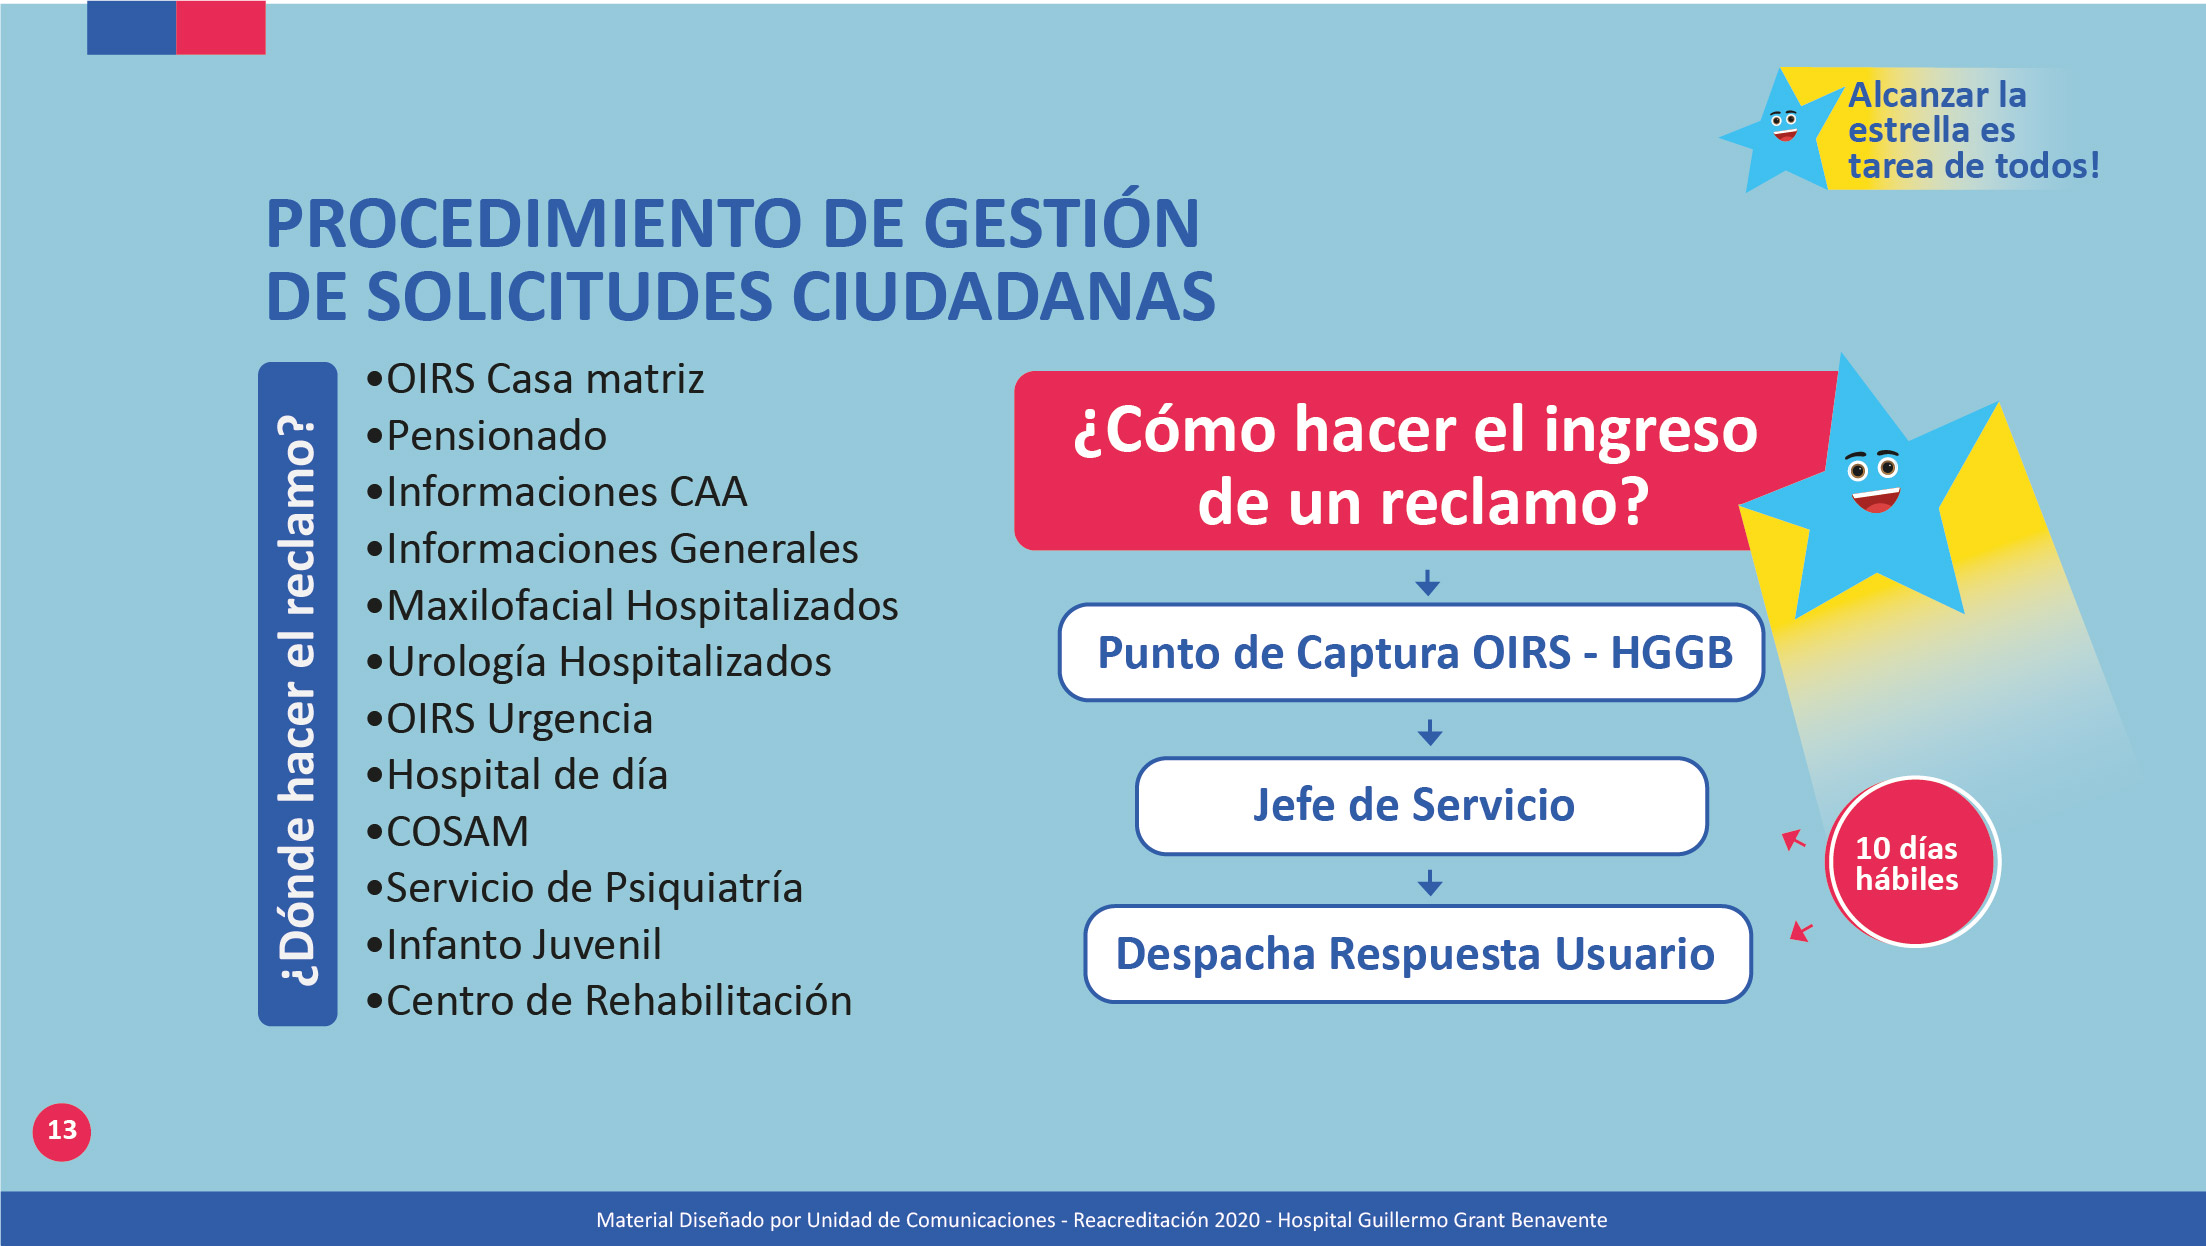 Alcanzar la
estrella es
tarea de todos!
PROCEDIMIENTO DE GESTIÓN
DE SOLICITUDES CIUDADANAS
¿Dónde hacer el reclamo?
•OIRS Casa matriz
•Pensionado
•Informaciones CAA
•Informaciones Generales
•Maxilofacial Hospitalizados
•Urología Hospitalizados
•OIRS Urgencia
•Hospital de día
•COSAM
•Servicio de Psiquiatría
•Infanto Juvenil
•Centro de Rehabilitación
¿Cómo hacer el ingreso
de un reclamo?
Punto de Captura OIRS - HGGB
Jefe de Servicio
Despacha Respuesta Usuario
10 días
hábiles
13
Material Diseñado por Unidad de Comunicaciones - Reacreditación 2020 - Hospital Guillermo Grant Benavente